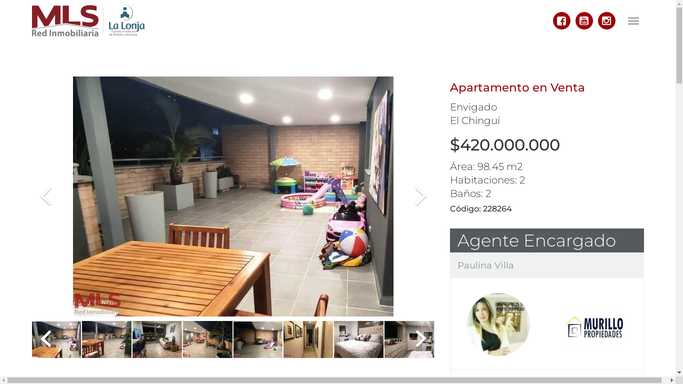 MLS
Red Inmobiliaria
La Lonja
Apartamento en Venta
Envigado
El Chinguí
$420.000.000
Área: 98.45 m2
Habitaciones: 2
Baños: 2
Código: 228264
Agente Encargado
Paulina Villa
MLS
Red Inmobiliaria
MURILLO
PROPIEDADES